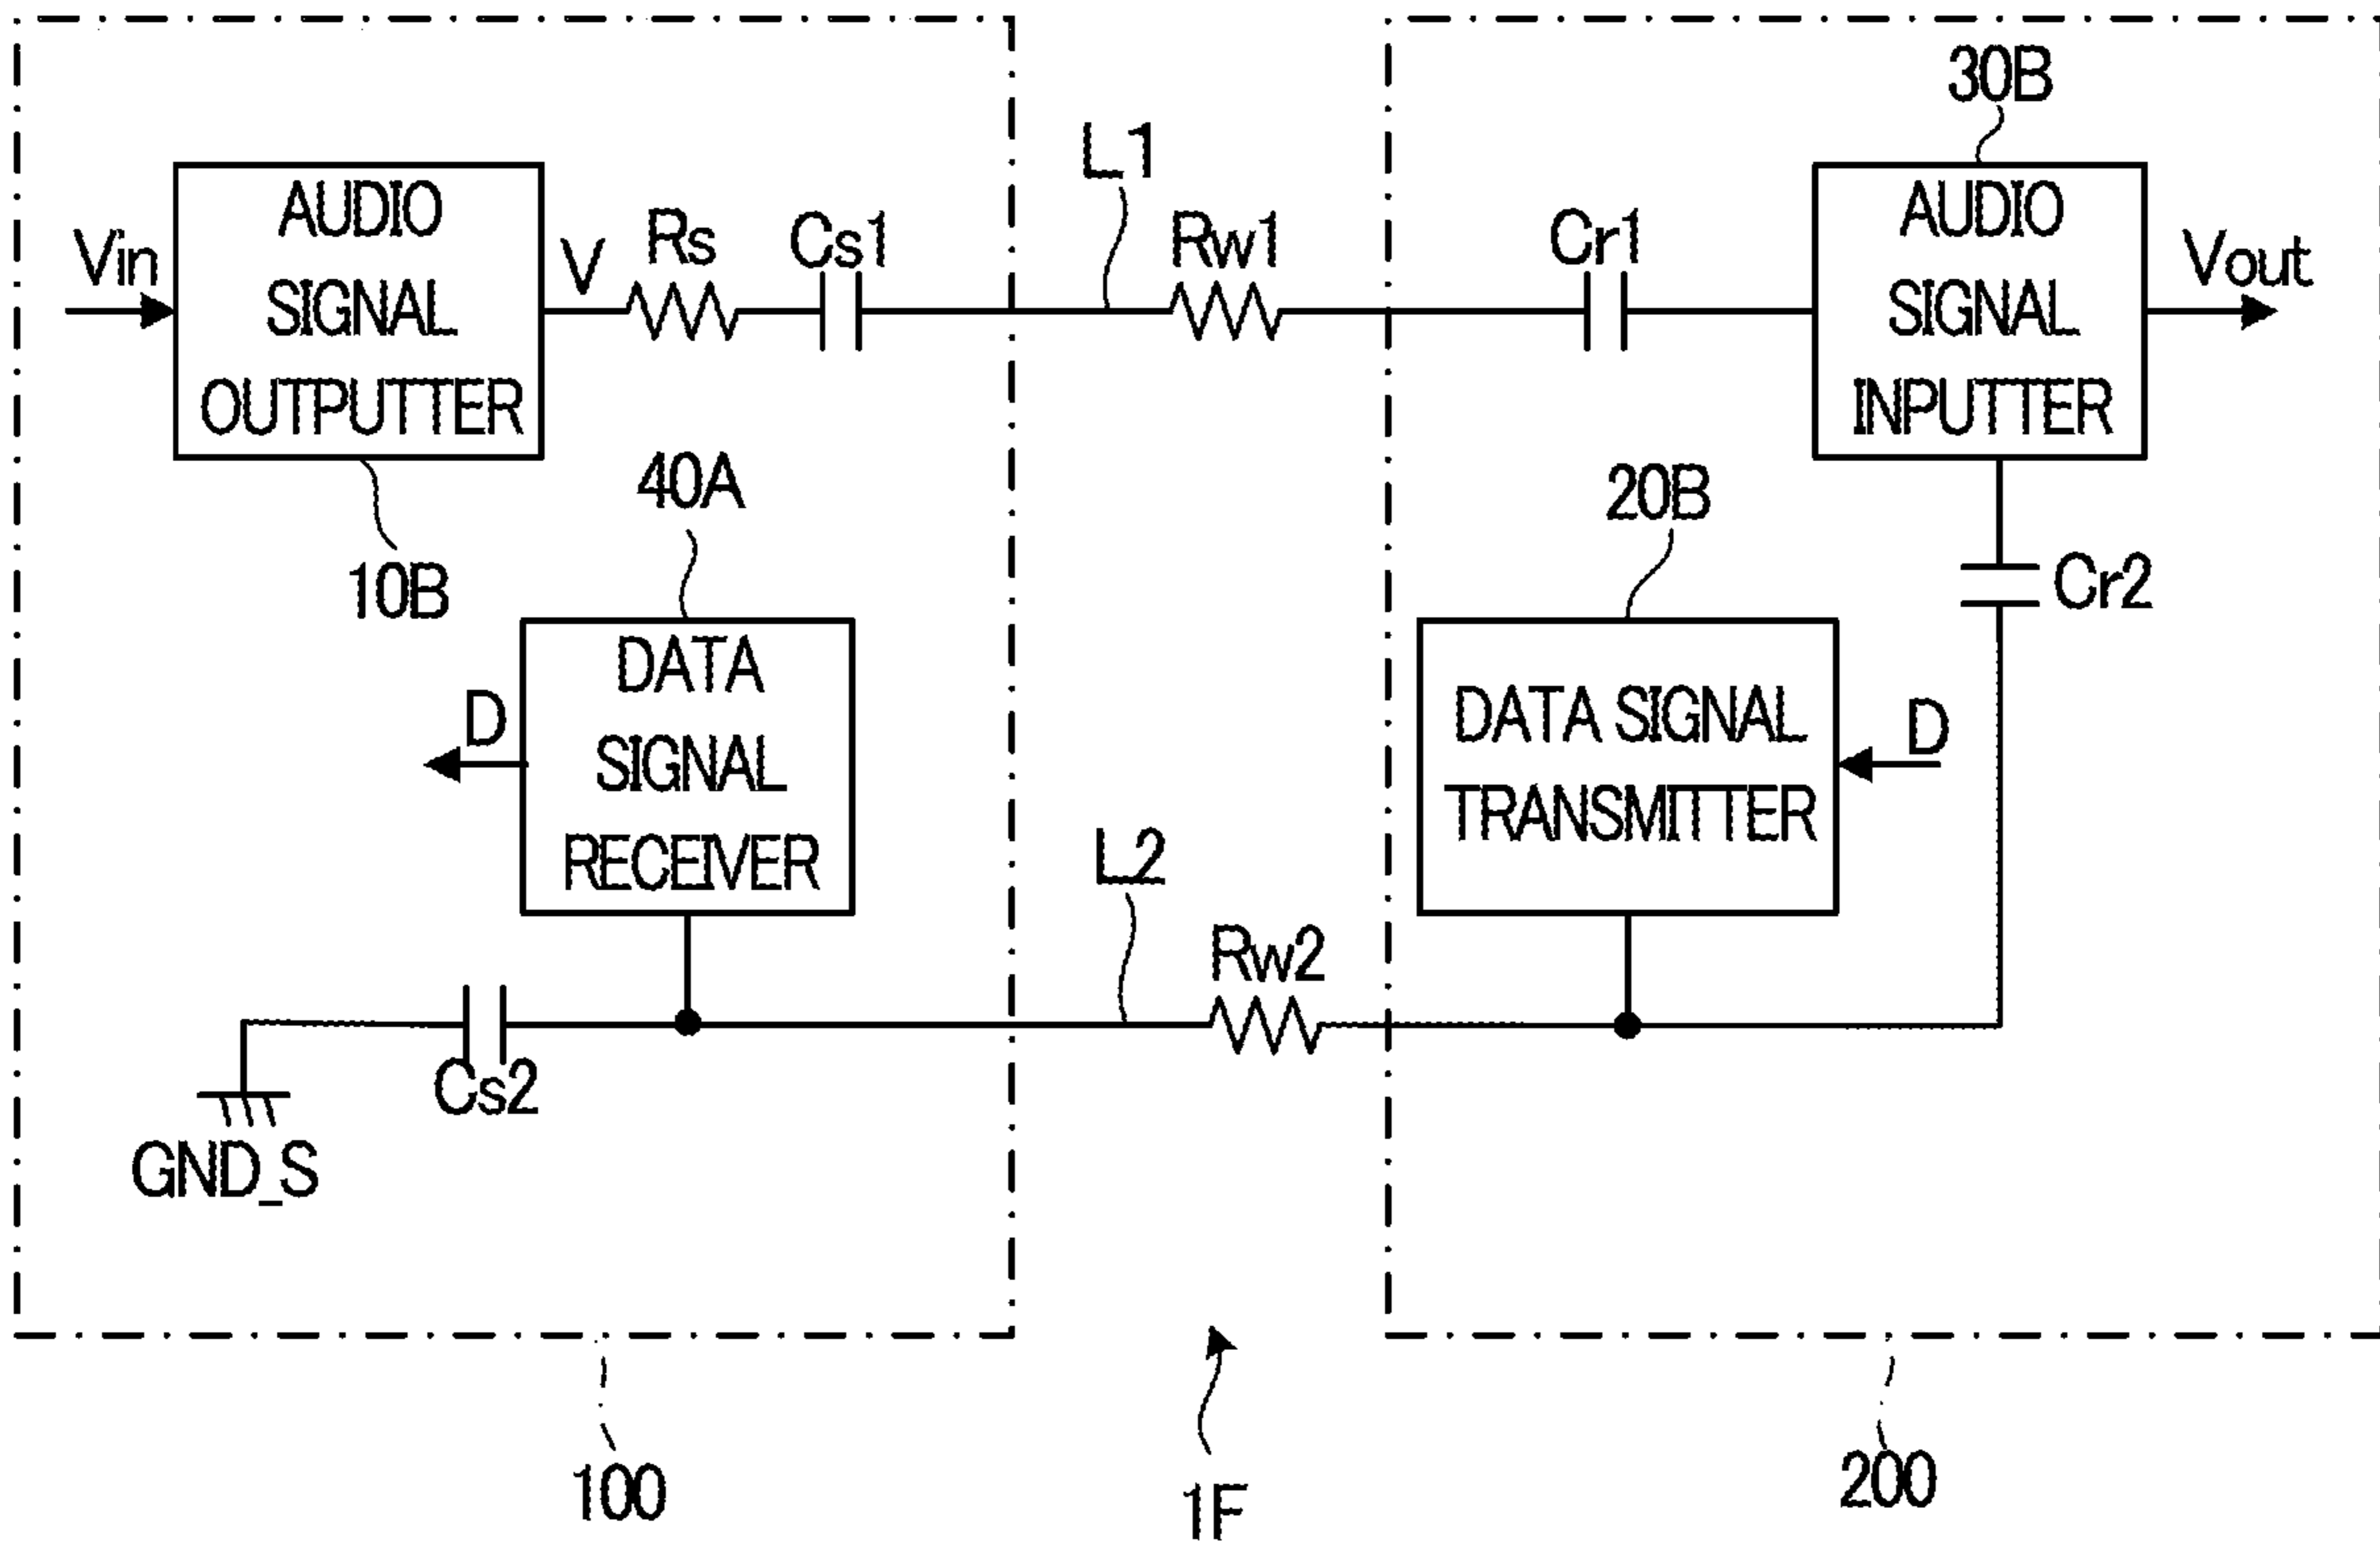 30B
L1
AUDIO
SIGNAL
OUTPUTTER
Vin
V
Rs
Cs1
Rw1
Cr1
AUDIO
SIGNAL
INPUTTER
Vout
40A
20B
10B
Cr2
DATA
SIGNAL
RECEIVER
D
DATA SIGNAL
TRANSMITTER
D
L2
Rw2
Cs2
GND_S
100
1F
200